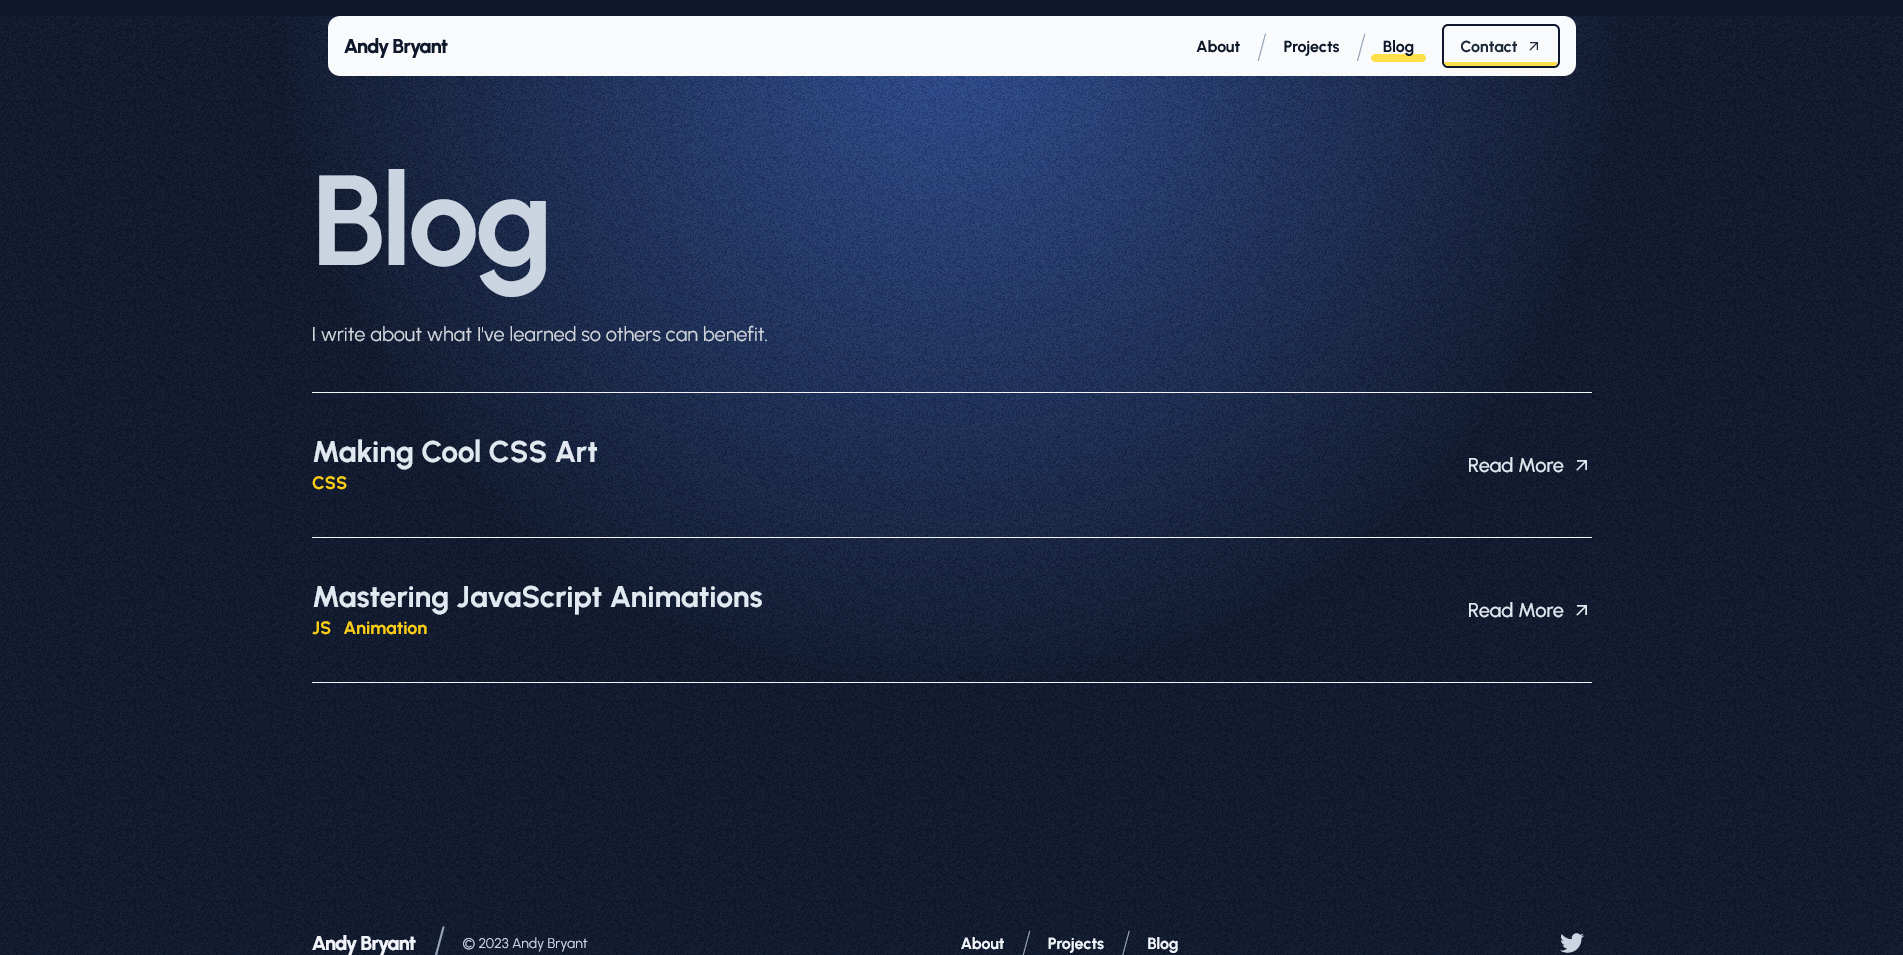 Andy Bryant
About / Projects / Blog Contact
Blog
I write about what I've learned so others can benefit.
Making Cool CSS Art
CSS
Read More
Mastering JavaScript Animations
JS Animation
Read More
Andy Bryant / © 2023 Andy Bryant
About / Projects / Blog